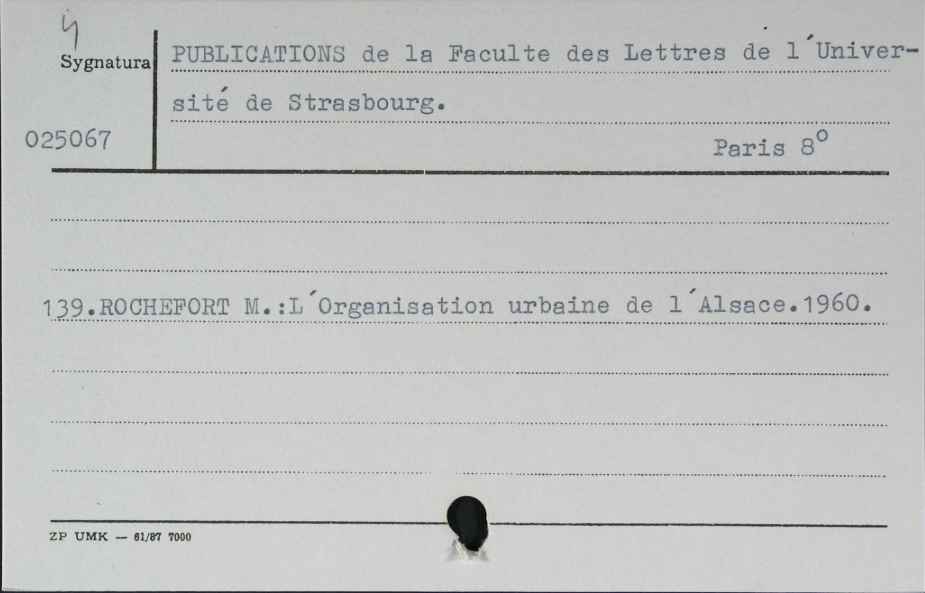 Sygnatura
PUBLICATIONS de la Faculte des Lettres de l´Univer-
sité de Strasbourg.
025067
Paris 8°
139.ROCHEFORT M.:L´Organisation urbaine de l´Alsace.1960.
ZP UMK — 61/87 7000